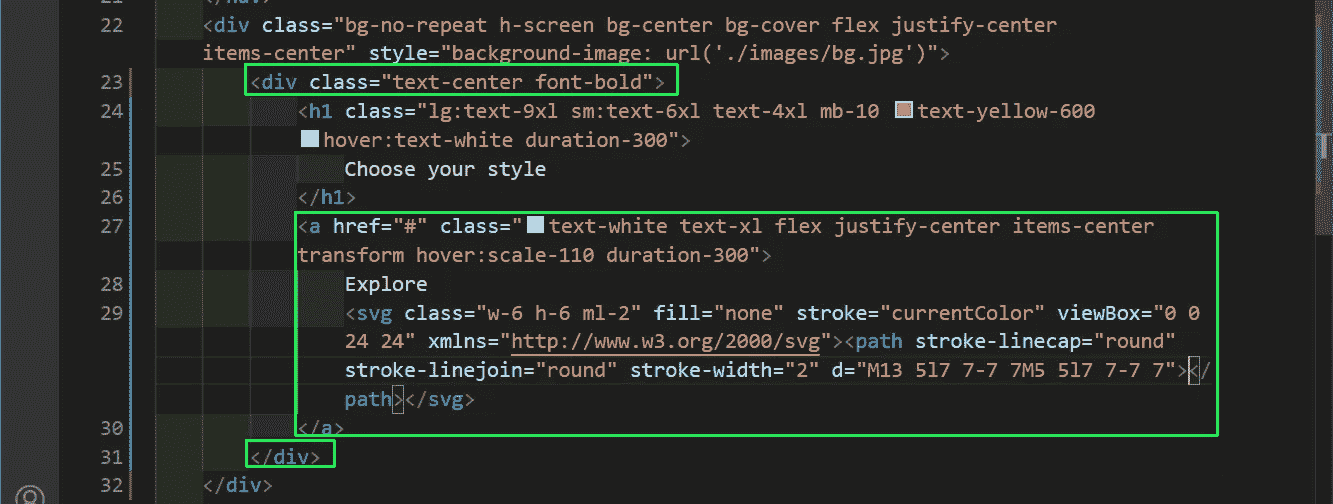 21 </nav>
22 <div class="bg-no-repeat h-screen bg-center bg-cover flex justify-center
items-center" style="background-image: url('./images/bg.jpg')">
23 <div class="text-center font-bold">
24 <h1 class="lg:text-9xl sm:text-6xl text-4xl mb-10 text-yellow-600
hover:text-white duration-300">
25 Choose your style
26 </h1>
27 <a href="#" class="text-white text-xl flex justify-center items-center
transform hover:scale-110 duration-300">
28 Explore
29 <svg class="w-6 h-6 ml-2" fill="none" stroke="currentColor" viewBox="0 0
24 24" xmlns="http://www.w3.org/2000/svg"><path stroke-linecap="round"
stroke-linejoin="round" stroke-width="2" d="M13 5l7 7-7 7M5 5l7 7-7 7"></
path></svg>
30 </a>
31 </div>
32 </div>